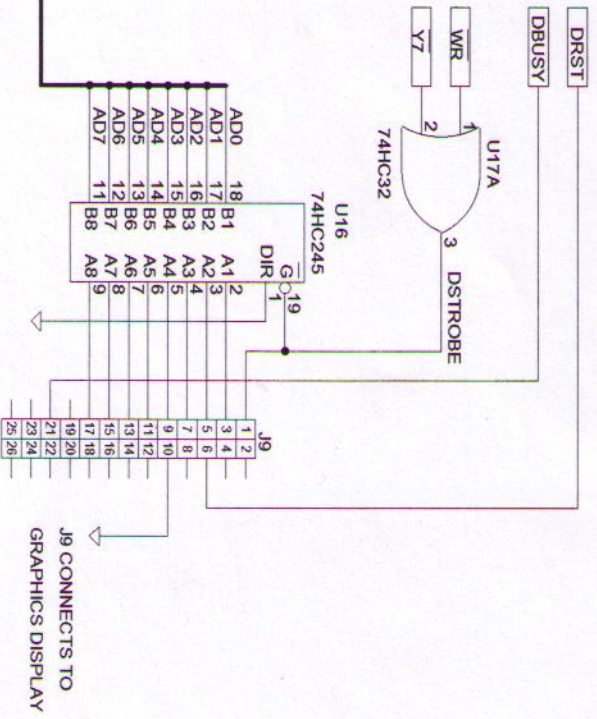 DRST
DBUSY
WR
Y7
1
2
3
U17A
74HC32
DSTROBE
U16
74HC245
G 19
DIR 1
AD0 18 B1 A1 2
AD1 17 B2 A2 3
AD2 16 B3 A3 4
AD3 15 B4 A4 5
AD4 14 B5 A5 6
AD5 13 B6 A6 7
AD6 12 B7 A7 8
AD7 11 B8 A8 9
J9
1 2
3 4
5 6
7 8
9 10
11 12
13 14
15 16
17 18
19 20
21 22
23 24
25 26
J9 CONNECTS TO
GRAPHICS DISPLAY